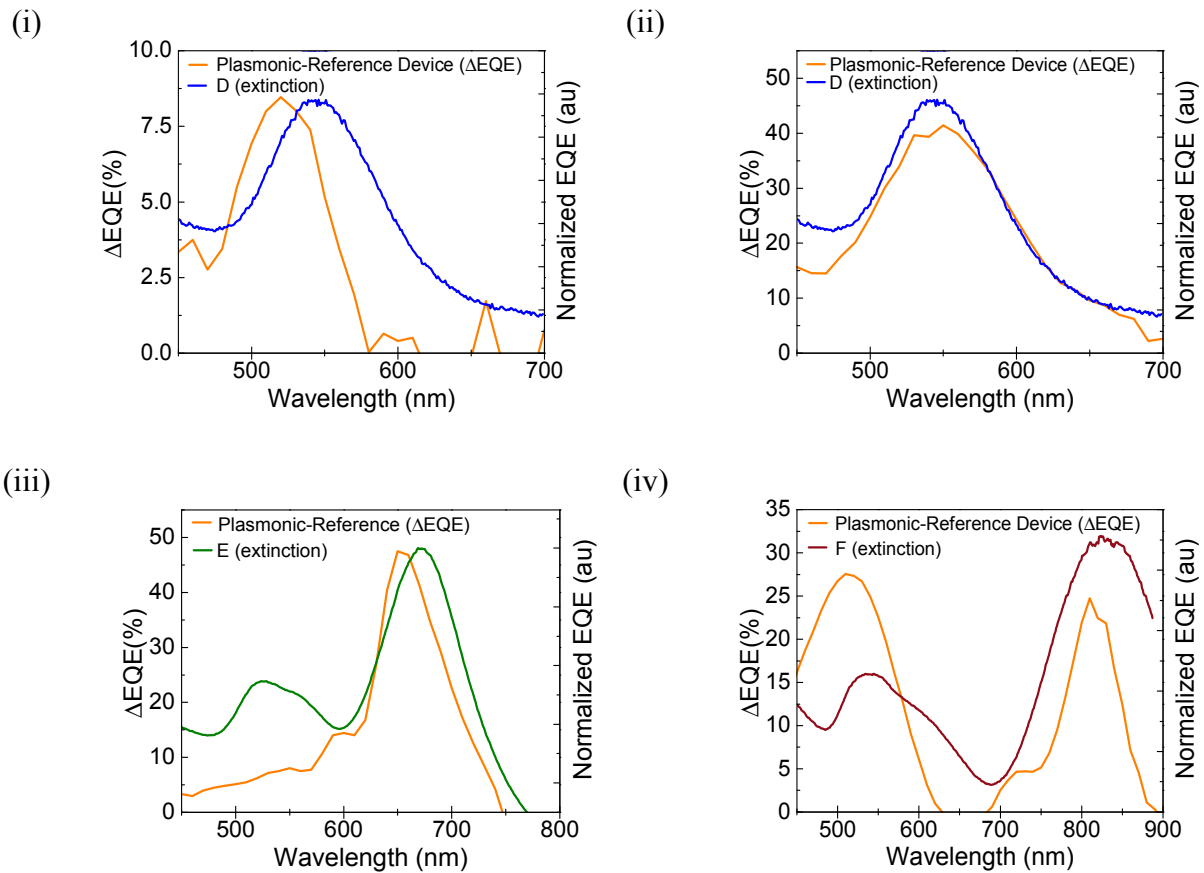 (i)
10.0
7.5
5.0
2.5
0.0
ΔEQE(%)
Plasmonic-Reference Device (ΔEQE)
D (extinction)
Normalized EQE (au)
500
600
700
Wavelength (nm)
(ii)
50
40
30
20
10
0
ΔEQE(%)
Plasmonic-Reference Device (ΔEQE)
D (extinction)
Normalized EQE (au)
500
600
700
Wavelength (nm)
(iii)
50
40
30
20
10
0
ΔEQE(%)
Plasmonic-Reference (ΔEQE)
E (extinction)
Normalized EQE (au)
500
600
700
800
Wavelength (nm)
(iv)
35
30
25
20
15
10
5
0
ΔEQE(%)
Plasmonic-Reference Device (ΔEQE)
F (extinction)
Normalized EQE (au)
500
600
700
800
900
Wavelength (nm)